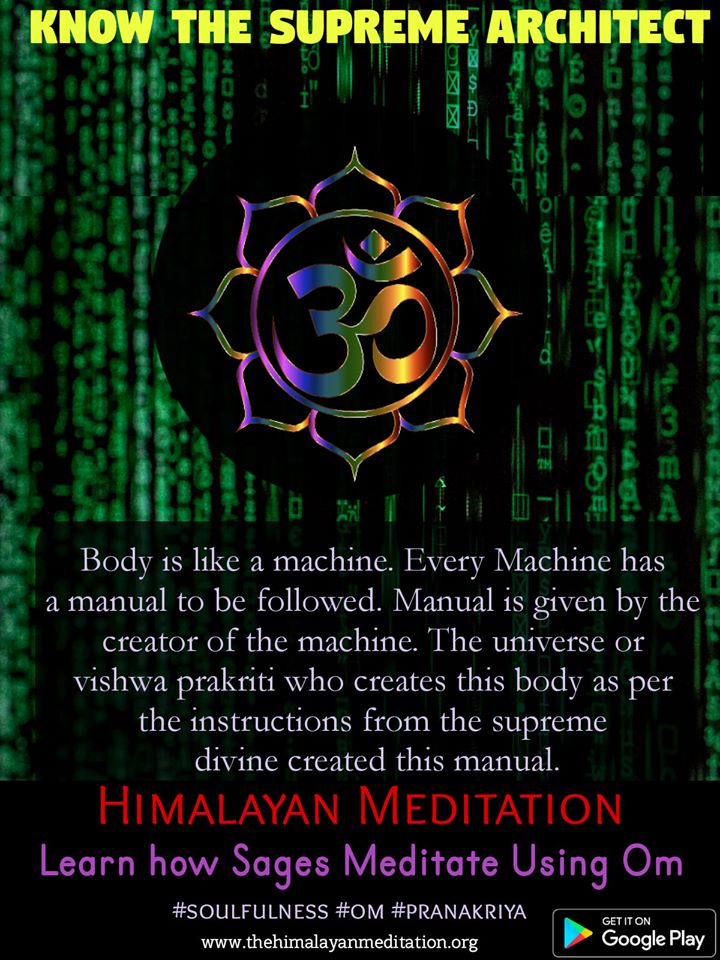 KNOW THE SUPREME ARCHITECT
ॐ
Body is like a machine. Every Machine has
a manual to be followed. Manual is given by the
creator of the machine. The universe or
vishwa prakriti who creates this body as per
the instructions from the supreme
divine created this manual.
HIMALAYAN MEDITATION
Learn how Sages Meditate Using Om
#SOULFULNESS #OM #PRANAKRIYA
www.thehimalayanmeditation.org
GET IT ON
Google Play